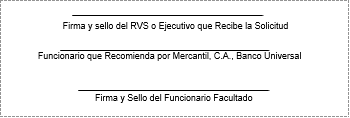 Firma y sello del RVS o Ejecutivo que Recibe la Solicitud
Funcionario que Recomienda por Mercantil, C.A., Banco Universal
Firma y Sello del Funcionario Facultado